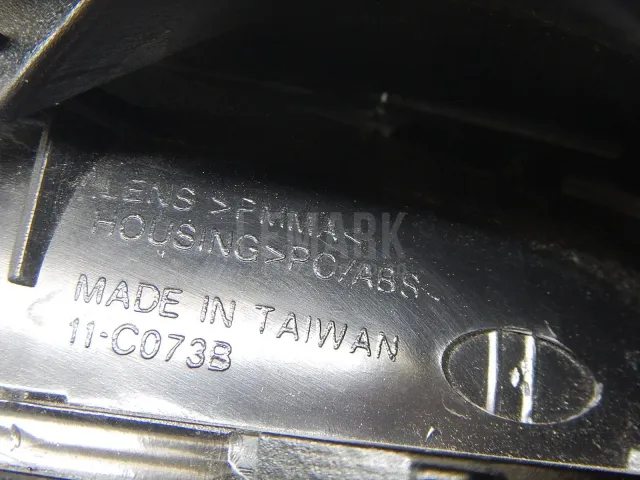 LENS >PMMA<
HOUSING>PC/ABS
MADE IN TAIWAN
11-C073B